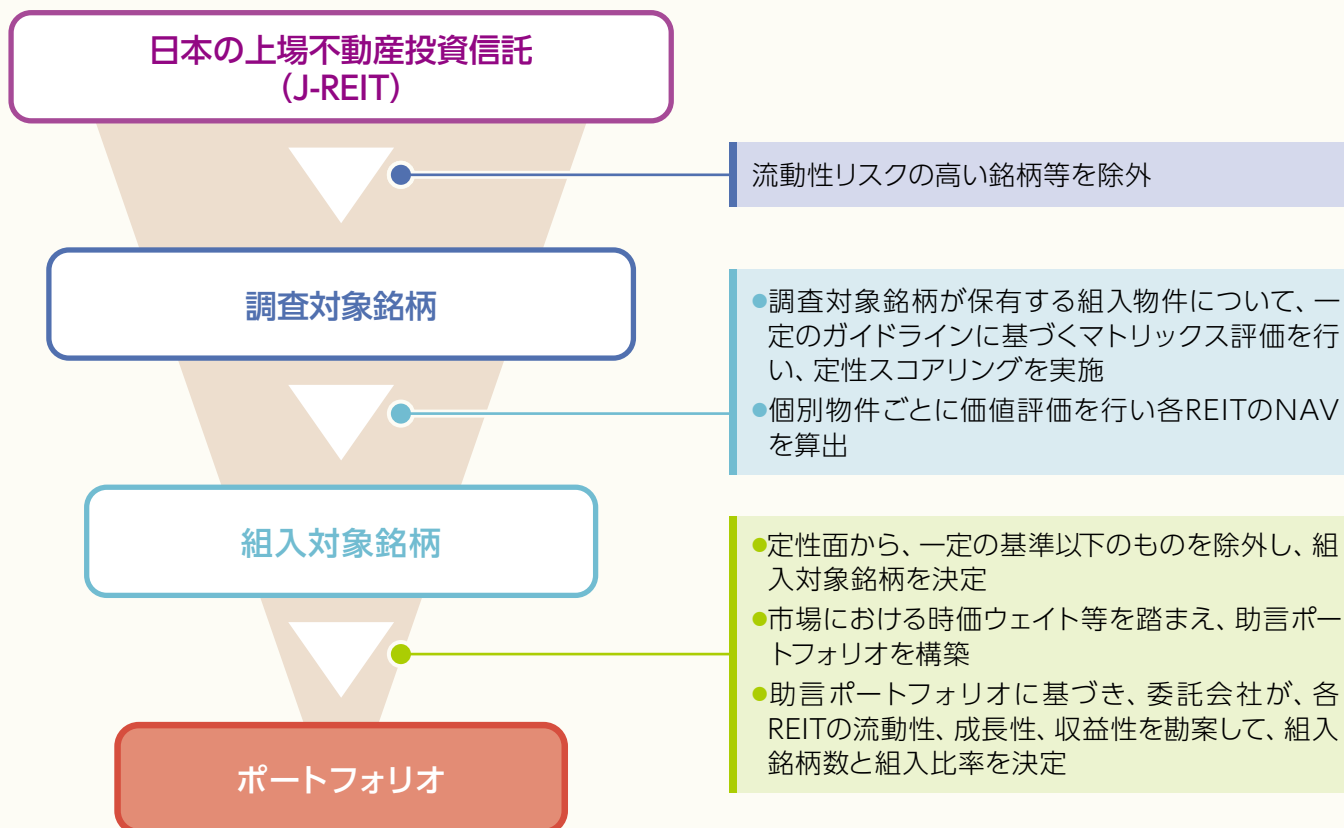 日本の上場不動産投資信託
(J-REIT)
流動性リスクの高い銘柄等を除外
調査対象銘柄
●調査対象銘柄が保有する組入物件について、一
定のガイドラインに基づくマトリックス評価を行
い、定性スコアリングを実施
●個別物件ごとに価値評価を行い各REITのNAV
を算出
組入対象銘柄
●定性面から、一定の基準以下のものを除外し、組
入対象銘柄を決定
●市場における時価ウェイト等を踏まえ、助言ポー
トフォリオを構築
●助言ポートフォリオに基づき、委託会社が、各
REITの流動性、成長性、収益性を勘案して、組入
銘柄数と組入比率を決定
ポートフォリオ